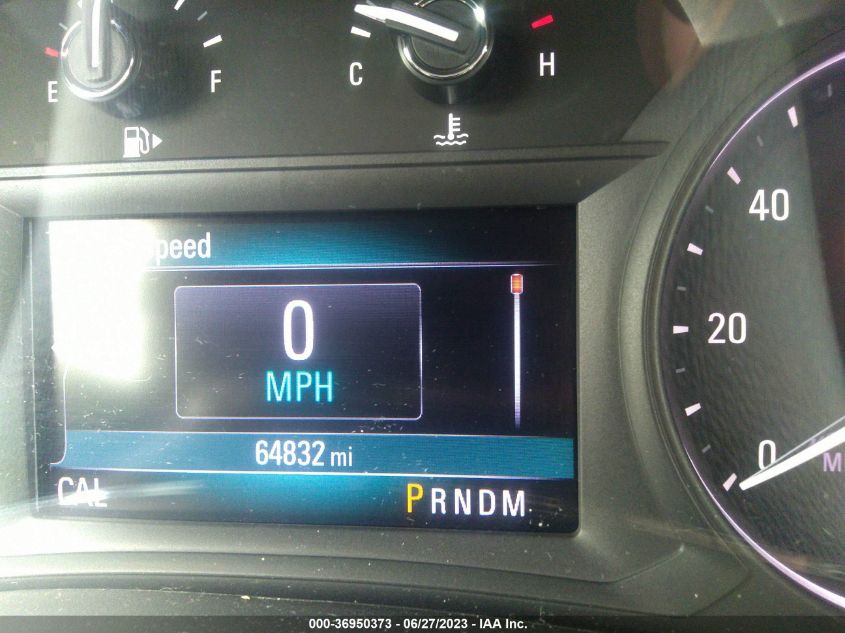 E F C H
40
peed
0
20
MPH
64832 mi
0
CAL PRNDM
000-36950373 - 06/27/2023 - IAA Inc.